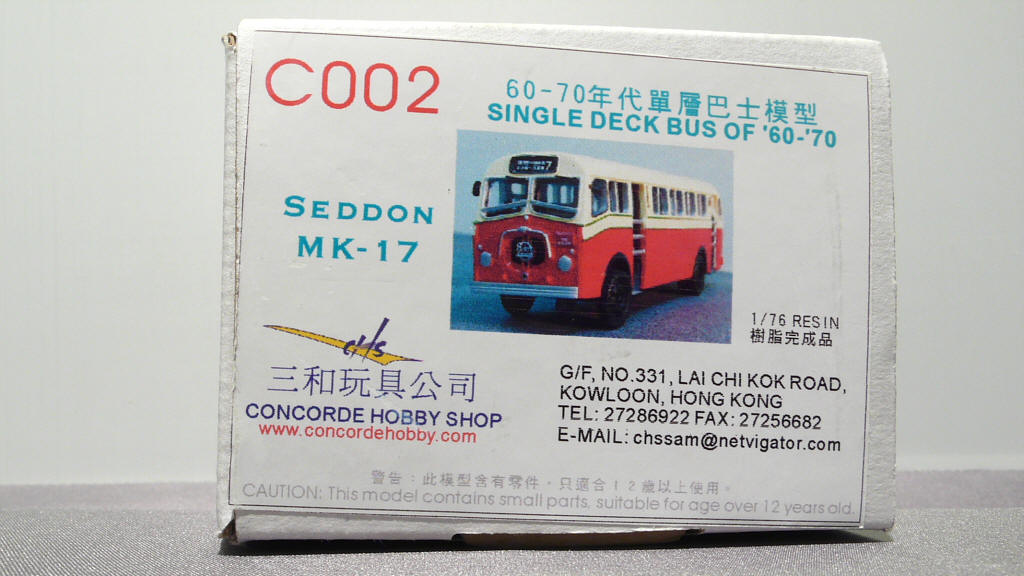 C002
60-70年代單層巴士模型
SINGLE DECK BUS OF '60-'70
SEDDON
MK-17
7
1/76 RESIN
樹脂完成品
CHS
三和玩具公司
CONCORDE HOBBY SHOP
www.concordehobby.com
G/F, NO.331, LAI CHI KOK ROAD,
KOWLOON, HONG KONG
TEL: 27286922 FAX: 27256682
E-MAIL: chssam@netvigator.com
警告：此模型含有零件，只適合12歲以上使用。
CAUTION: This model contains small parts, suitable for age over 12 years old.